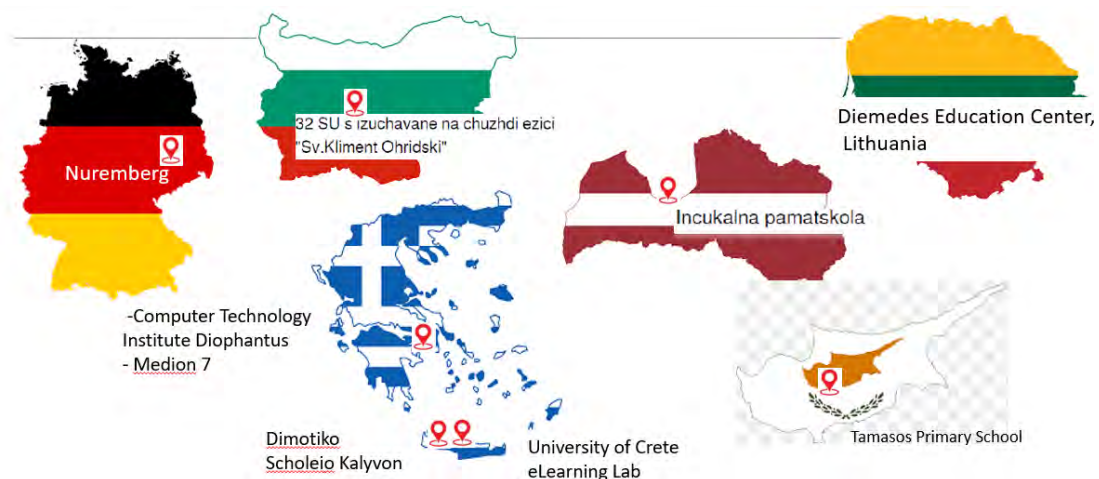 Nuremberg
32 SU s izuchavane na chuzhdi ezici
"Sv.Kliment Ohridski"
Diemedes Education Center,
Lithuania
Incukalna pamatskola
-Computer Technology
Institute Diophantus
- Medion 7
Dimotiko
Scholeio Kalyvon
University of Crete
eLearning Lab
Tamasos Primary School